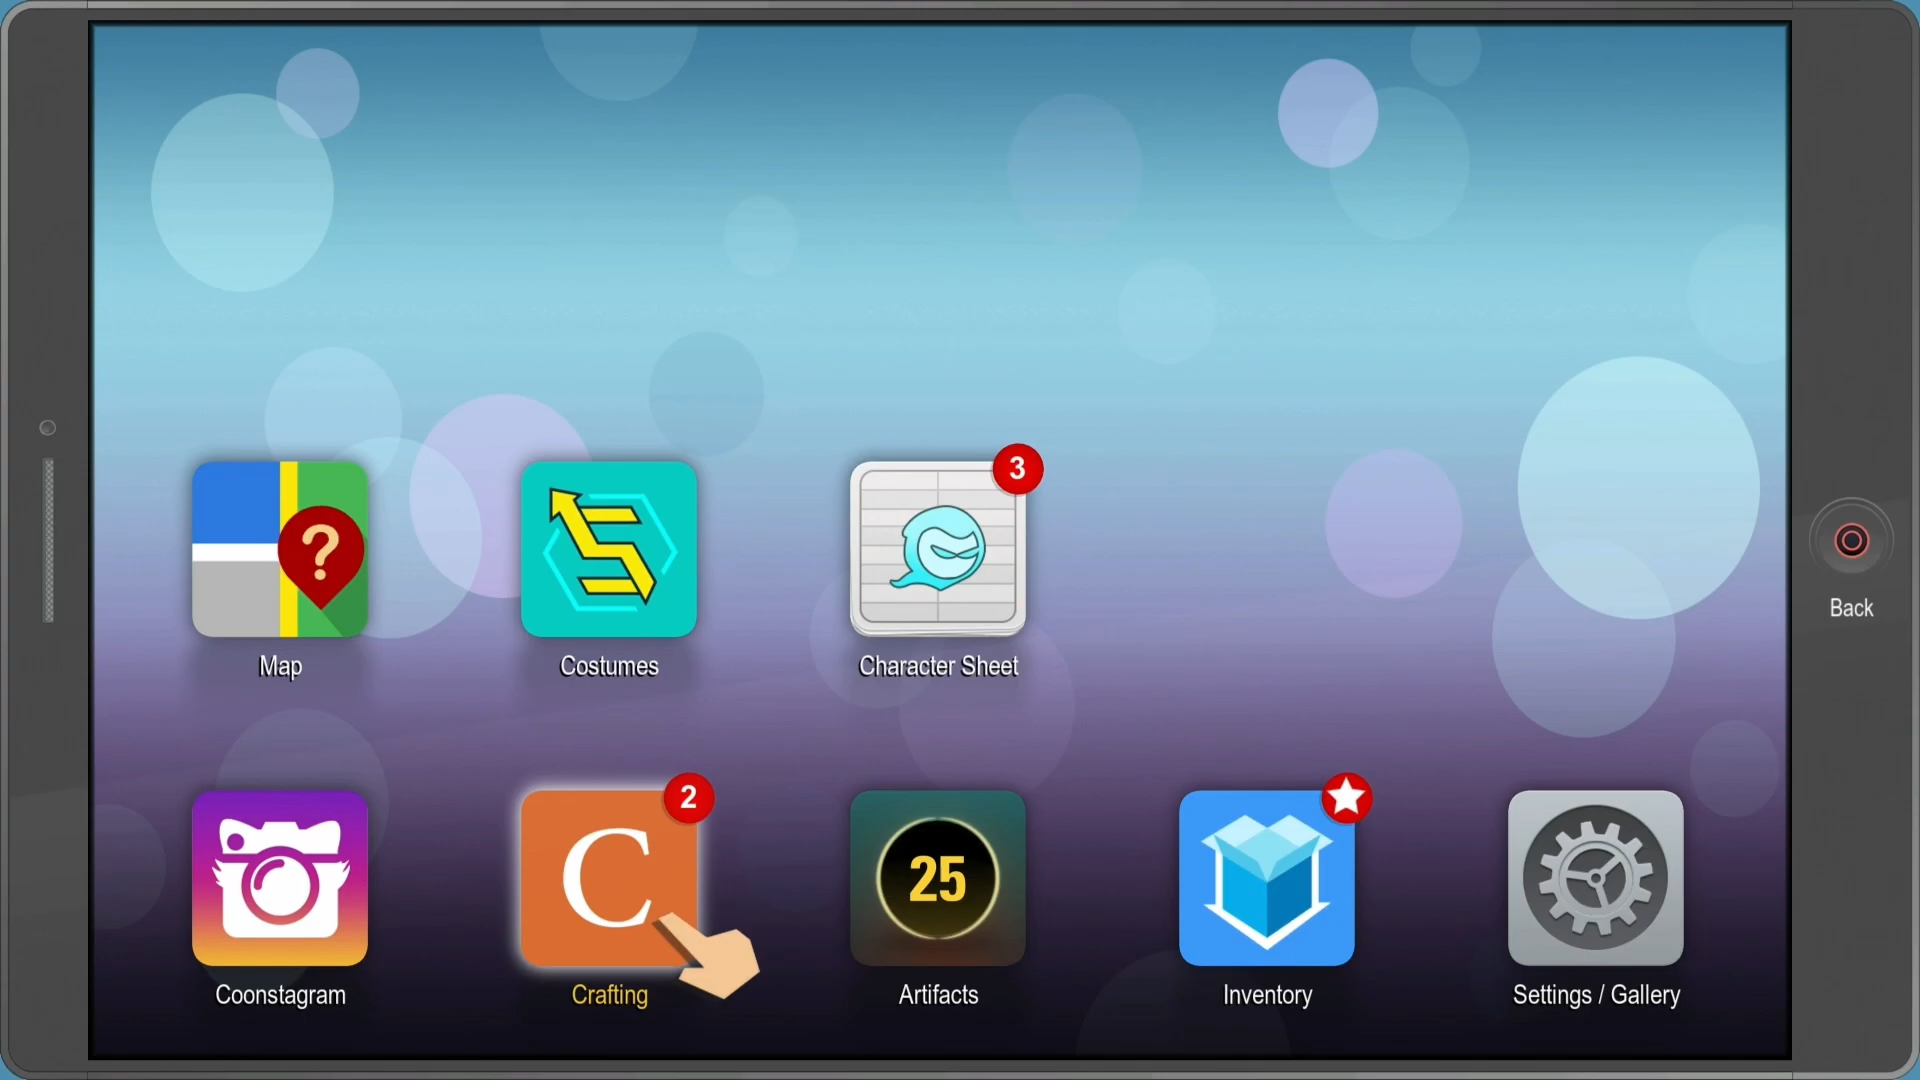 3
?
Map
Costumes
Character Sheet
Back
2
C
25
Coonstagram
Crafting
Artifacts
Inventory
Settings / Gallery